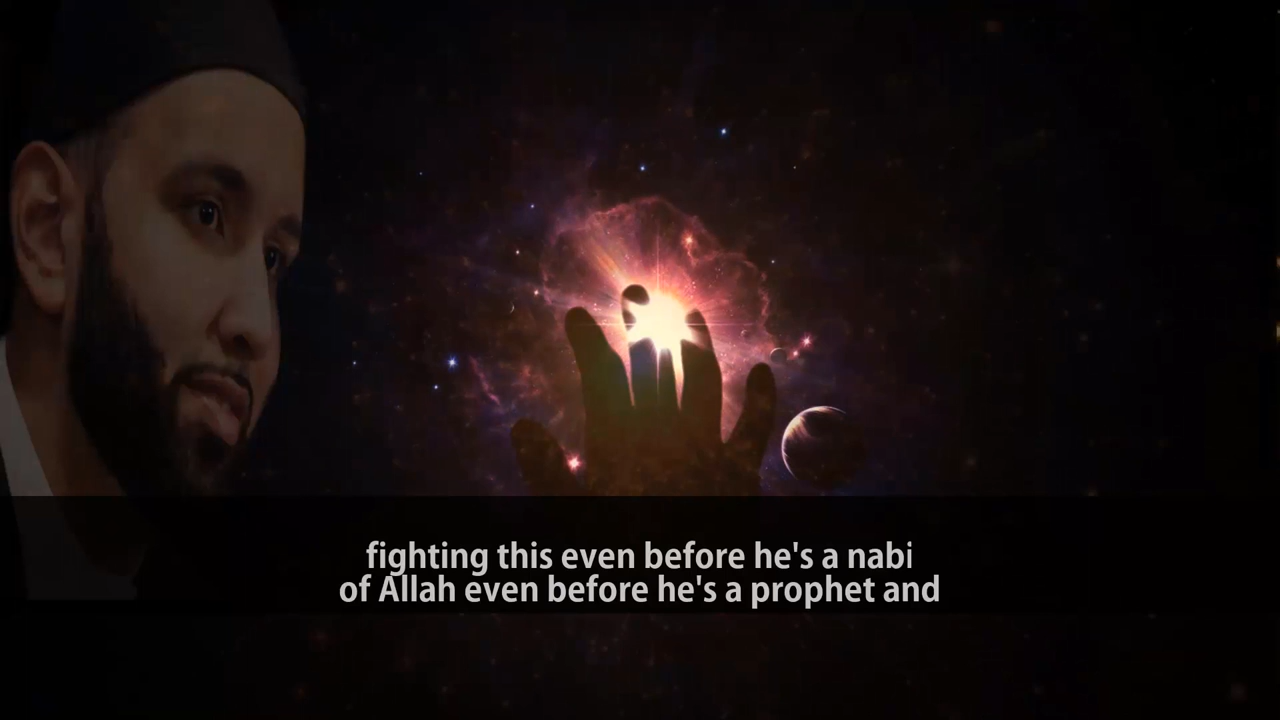 fighting this even before he's a nabi
of Allah even before he's a prophet and